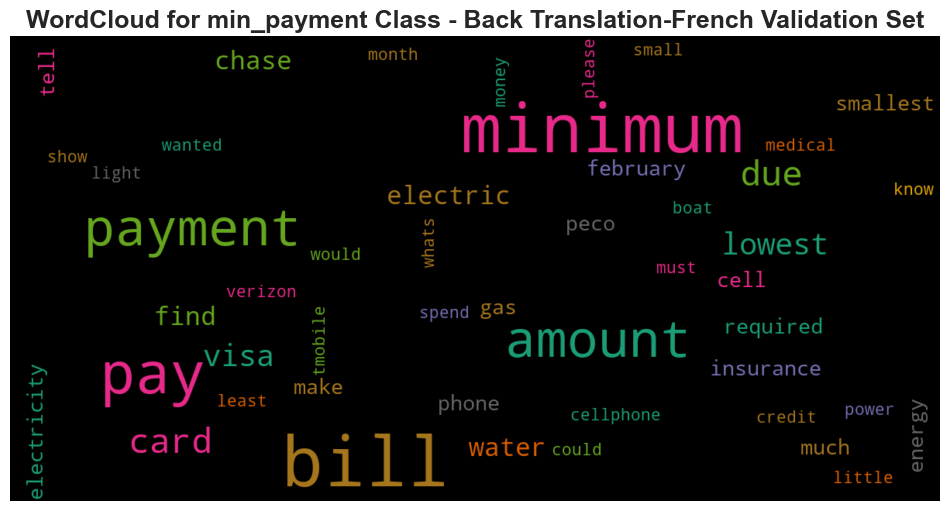 WordCloud for min_payment Class - Back Translation-French Validation Set
tell
chase
month
money
please
small
smallest
minimum
show
wanted
light
medical
february
due
know
electric
payment
boat
peco
whats
lowest
would
must
cell
verizon
find
tmobile
spend
gas
amount
required
visa
pay
insurance
electricity
make
least
phone
cellphone
credit
power
energy
card
bill
water
could
much
little